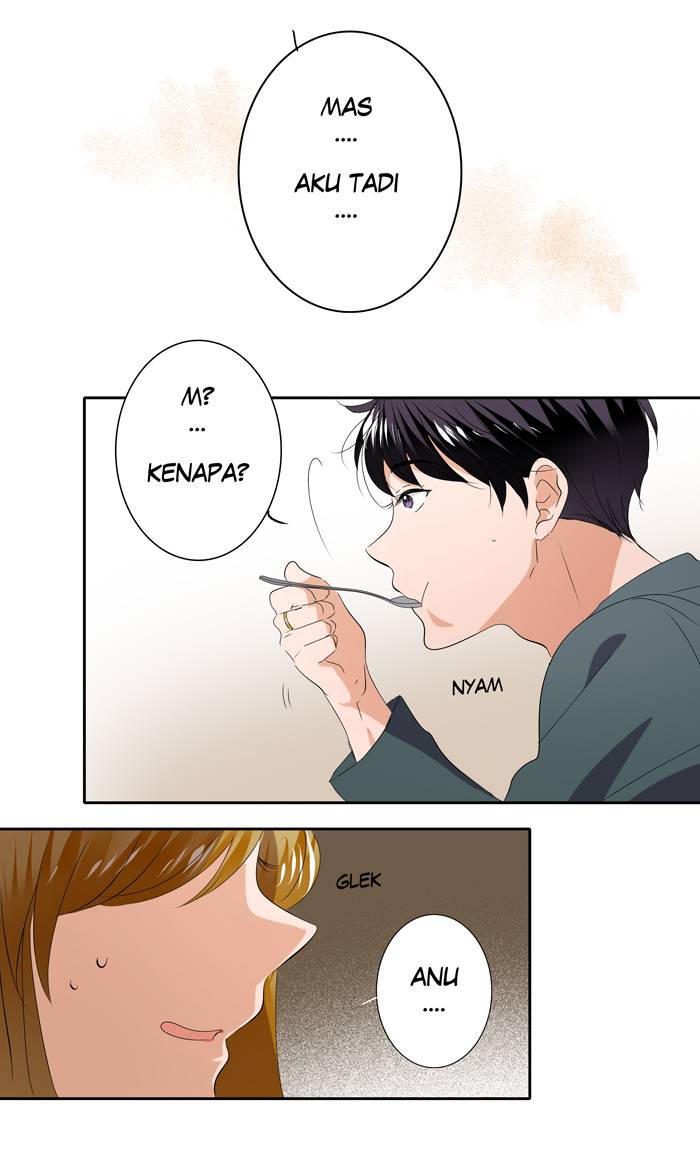 MAS
....
AKU TADI
....
M?
...
KENAPA?
NYAM
GLEK
ANU
....